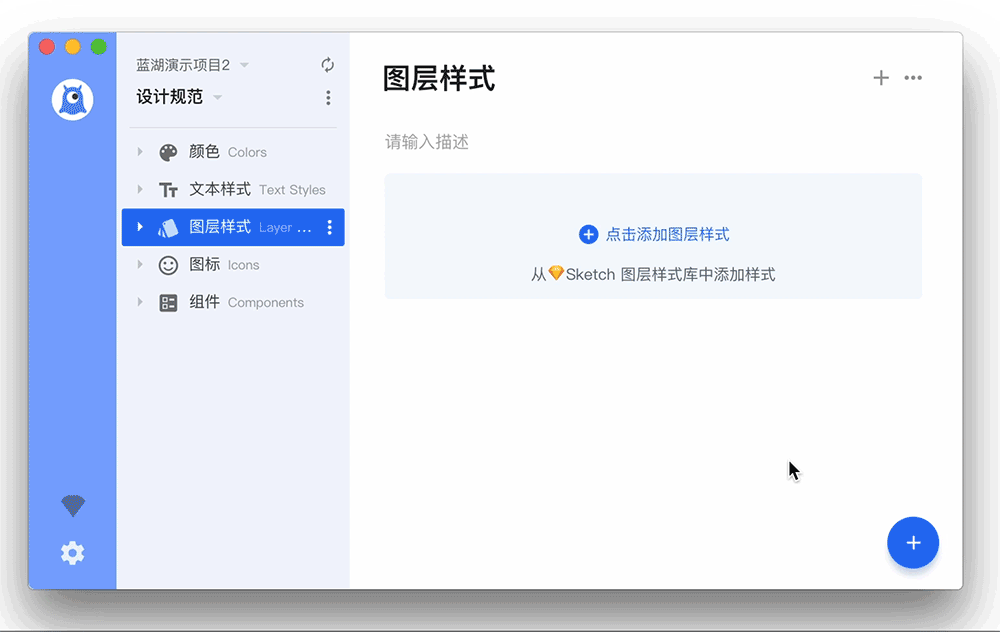 蓝湖演示项目2
设计规范
颜色 Colors
文本样式 Text Styles
图层样式 Layer ...
图标 Icons
组件 Components
图层样式
请输入描述
点击添加图层样式
从Sketch 图层样式库中添加样式